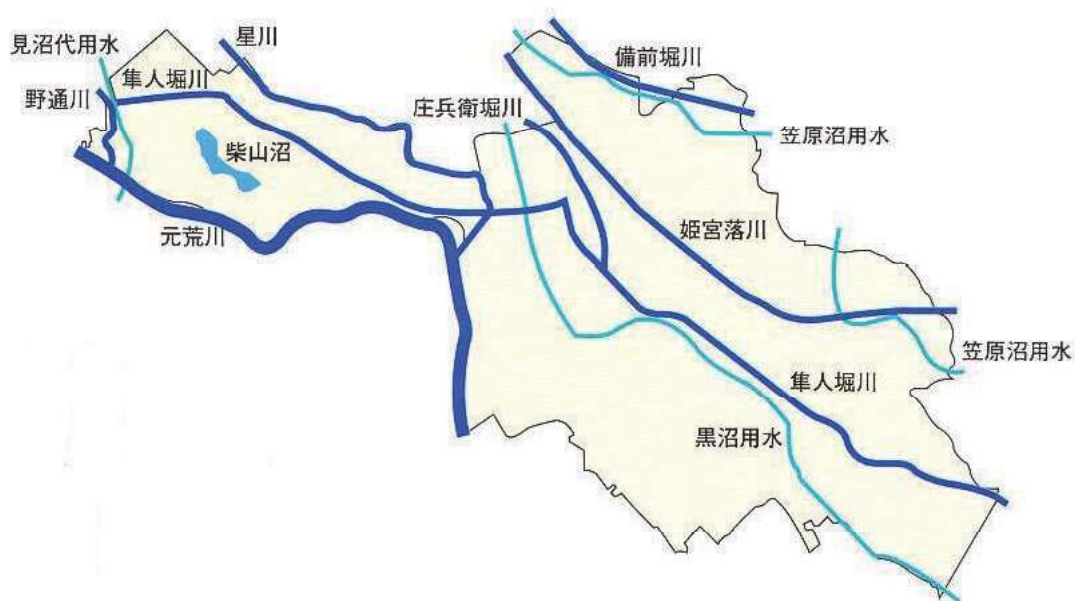 星川
見沼代用水
備前堀川
隼人堀川
野通川
庄兵衛堀川
笠原沼用水
柴山沼
姫宮落川
元荒川
笠原沼用水
隼人堀川
黒沼用水